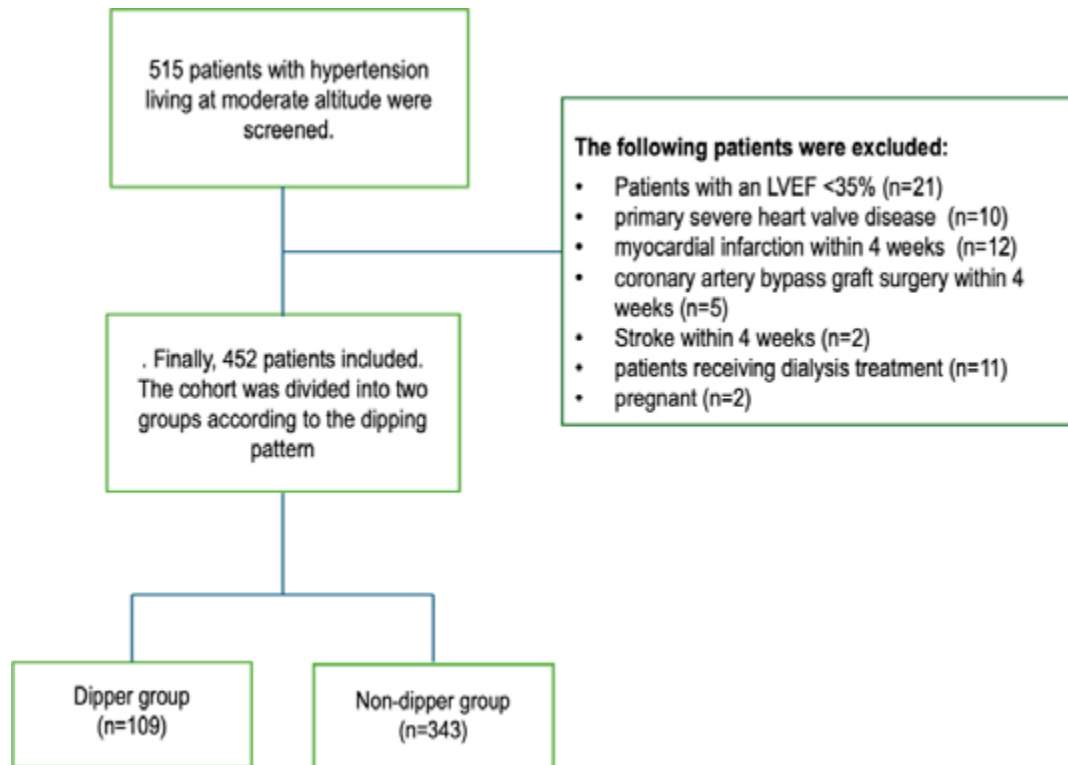 515 patients with hypertension
living at moderate altitude were
screened.
The following patients were excluded:
• Patients with an LVEF <35% (n=21)
• primary severe heart valve disease (n=10)
• myocardial infarction within 4 weeks (n=12)
• coronary artery bypass graft surgery within 4
weeks (n=5)
• Stroke within 4 weeks (n=2)
• patients receiving dialysis treatment (n=11)
• pregnant (n=2)
. Finally, 452 patients included.
The cohort was divided into two
groups according to the dipping
pattern
Dipper group
(n=109)
Non-dipper group
(n=343)